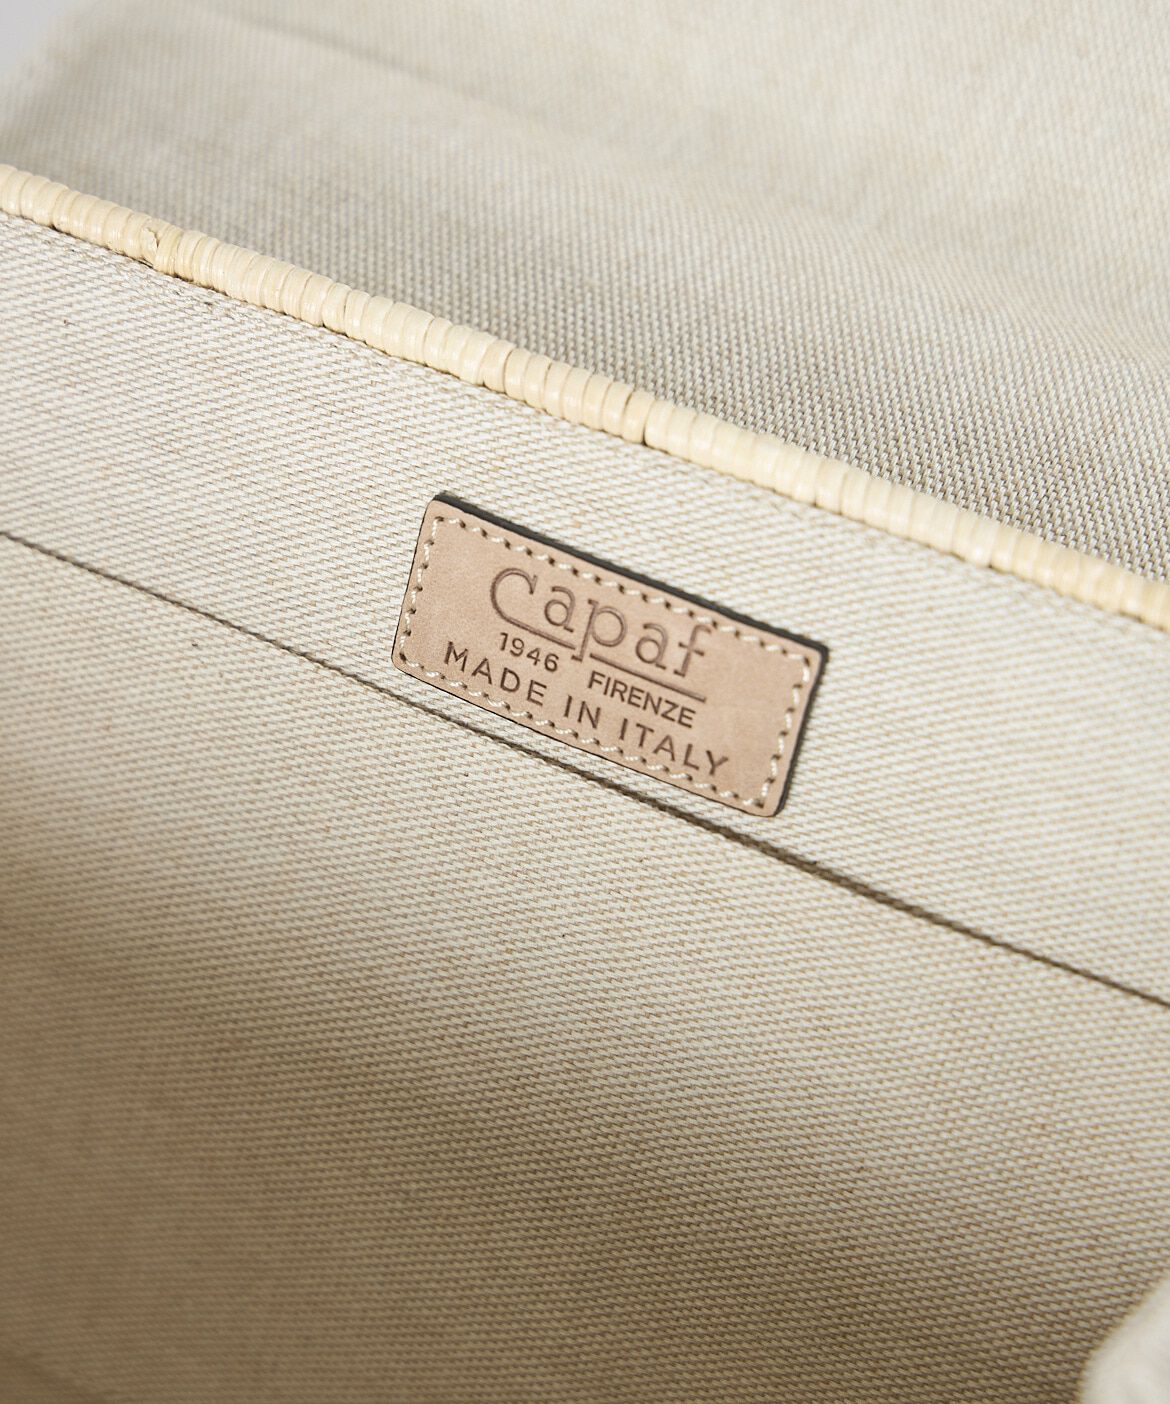 Capaf
1946 FIRENZE
MADE IN ITALY